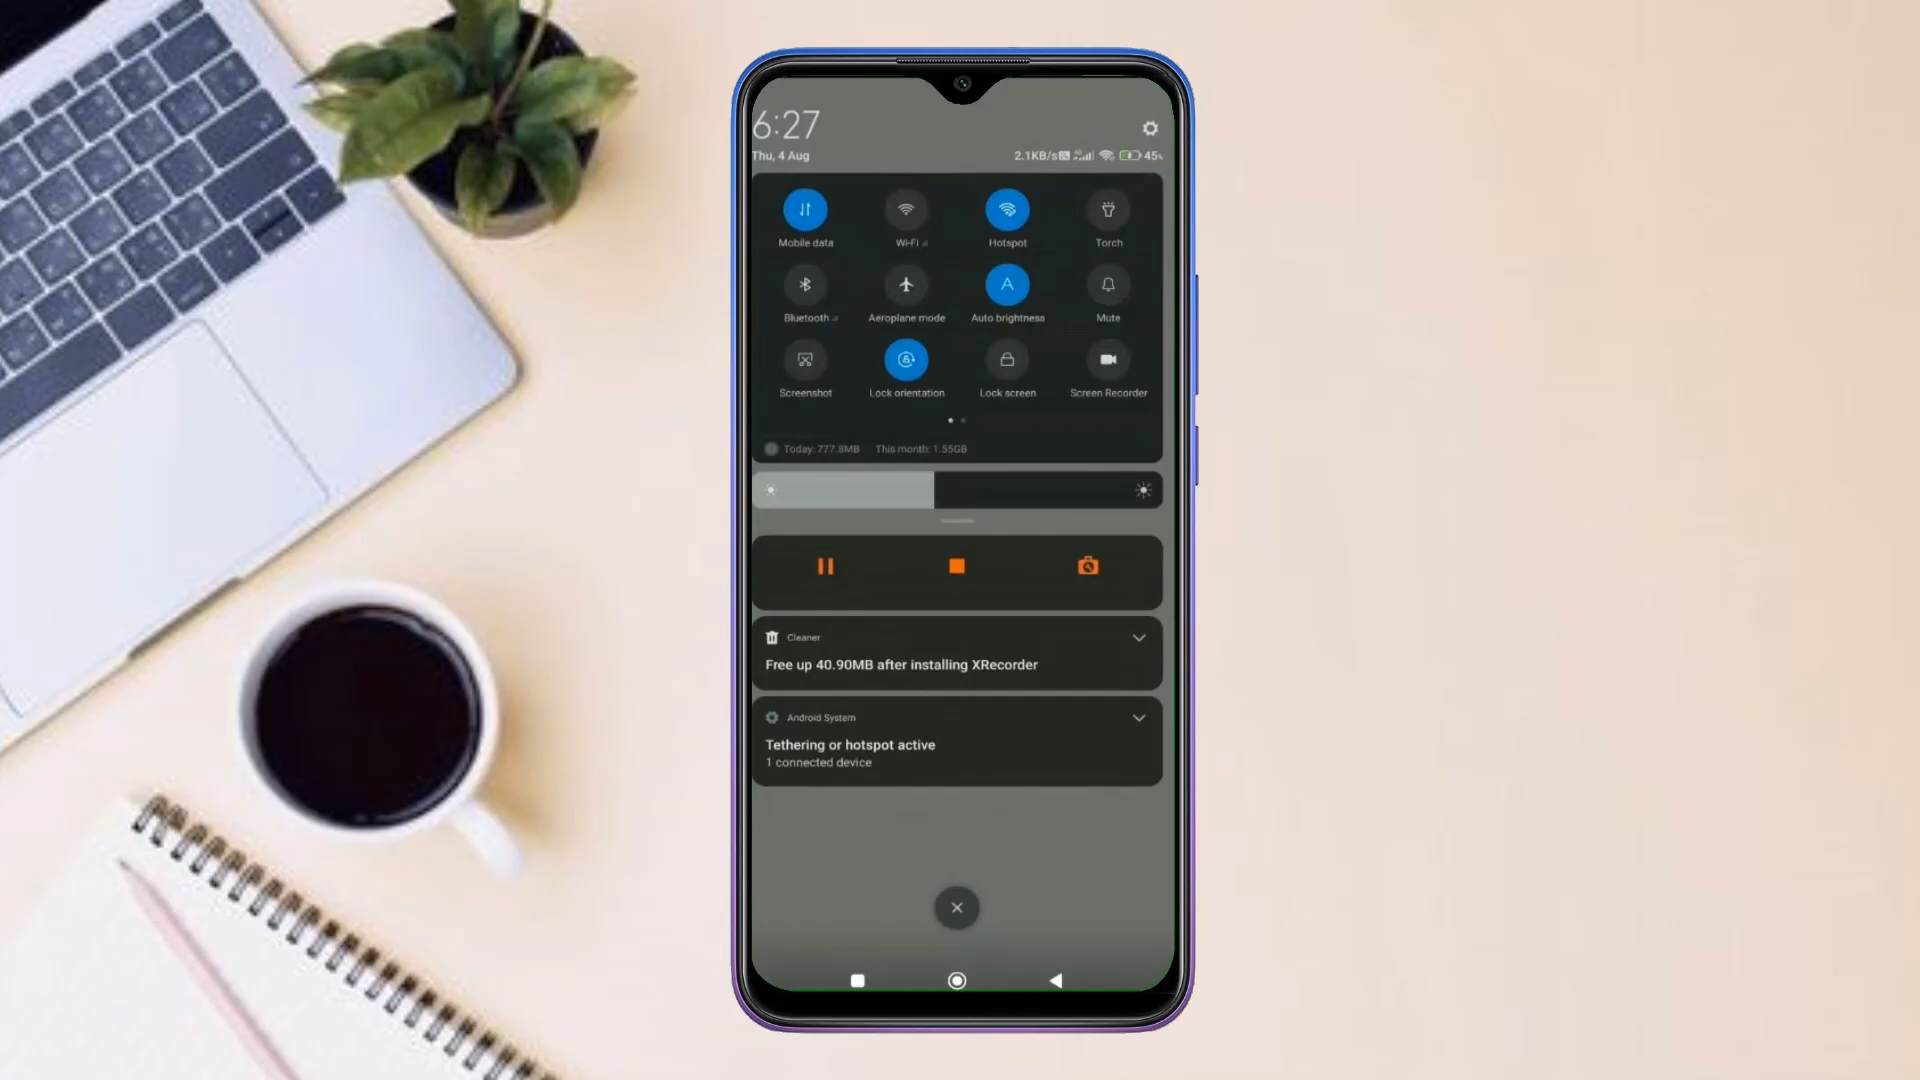 6:27
Thu, 4 Aug
2.1KB/s 4G 45%
Mobile data
Wi-Fi
Hotspot
Torch
Bluetooth
Aeroplane mode
Auto brightness
Mute
Screenshot
Lock orientation
Lock screen
Screen Recorder
Today: 777.8MB This month: 1.55GB
Cleaner
Free up 40.90MB after installing XRecorder
Android System
Tethering or hotspot active
1 connected device